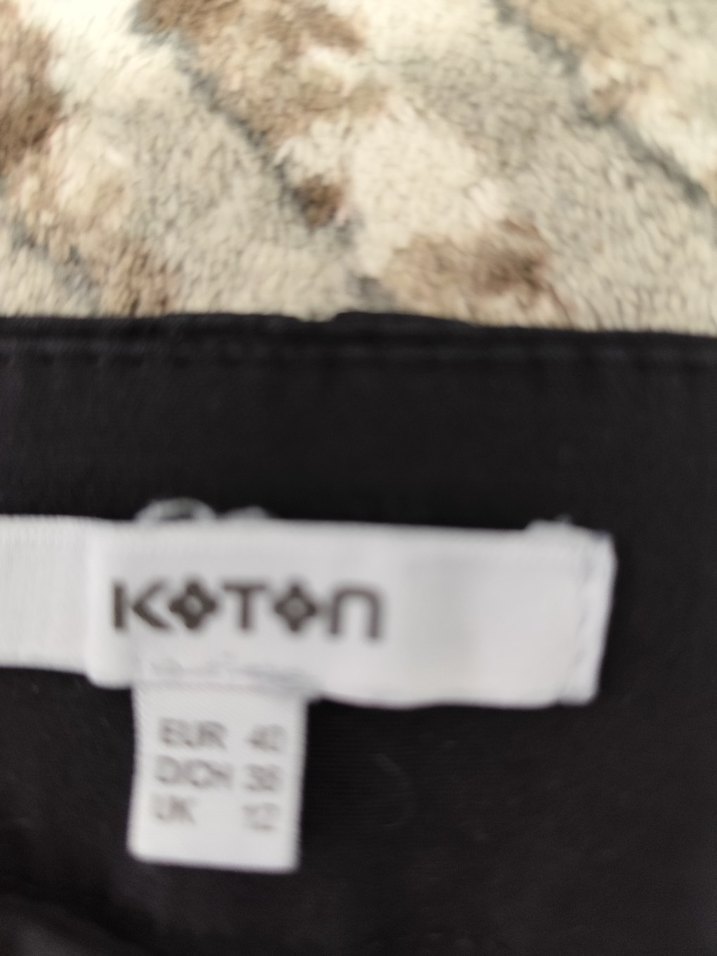 KOTON
EUR 40
D/CH 38
UK 12